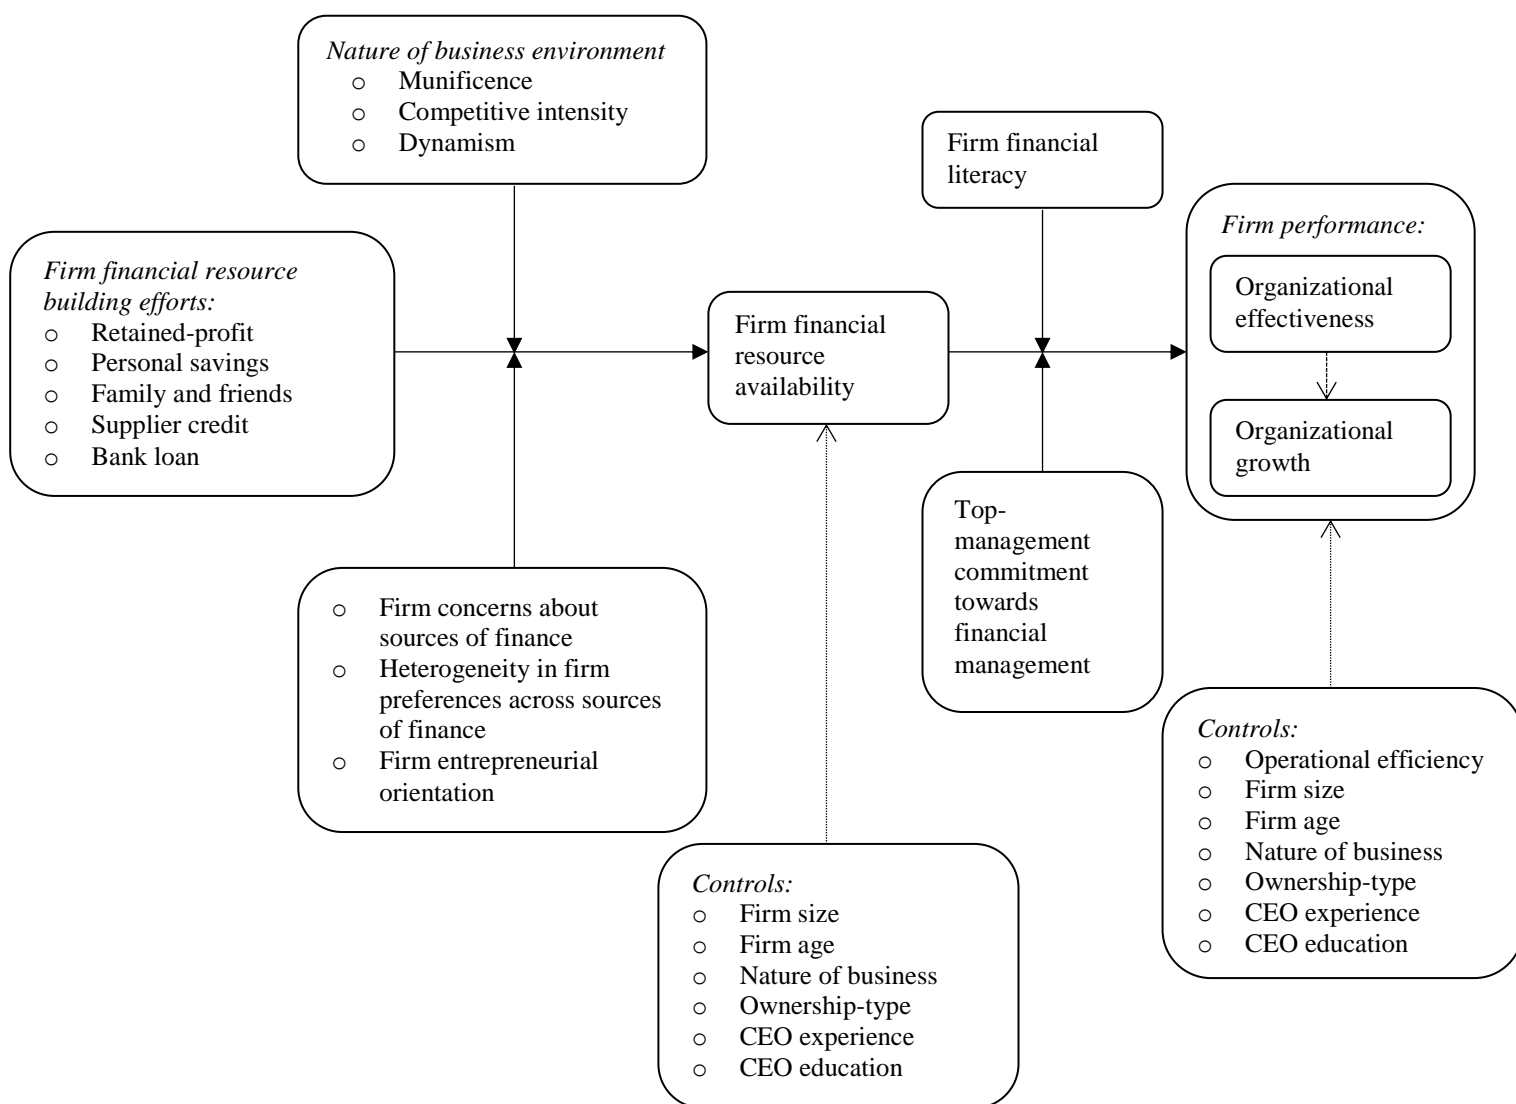 Nature of business environment
o Munificence
o Competitive intensity
o Dynamism
Firm financial
literacy
Firm financial resource
building efforts:
o Retained-profit
o Personal savings
o Family and friends
o Supplier credit
o Bank loan
Firm financial
resource
availability
Firm performance:
Organizational
effectiveness
Organizational
growth
o Firm concerns about
sources of finance
o Heterogeneity in firm
preferences across sources
of finance
o Firm entrepreneurial
orientation
Top-
management
commitment
towards
financial
management
Controls:
o Firm size
o Firm age
o Nature of business
o Ownership-type
o CEO experience
o CEO education
Controls:
o Operational efficiency
o Firm size
o Firm age
o Nature of business
o Ownership-type
o CEO experience
o CEO education